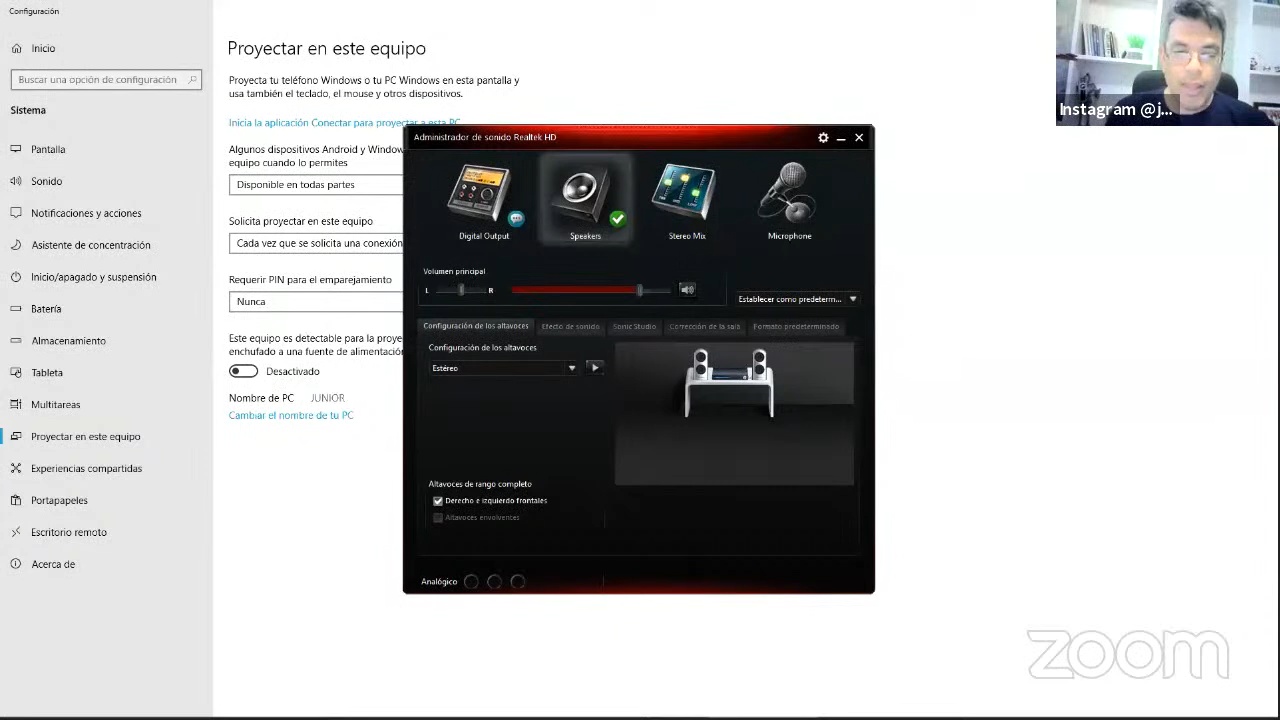 Configuración
Inicio
Buscar una opción de configuración
Sistema
Pantalla
Sonido
Notificaciones y acciones
Asistente de concentración
Inicio/apagado y suspensión
Batería
Almacenamiento
Tableta
Multitareas
Proyectar en este equipo
Experiencias compartidas
Portapapeles
Escritorio remoto
Acerca de
Proyectar en este equipo
Proyecta tu teléfono Windows o tu PC Windows en esta pantalla y
usa también el teclado, el mouse y otros dispositivos.
Inicia la aplicación Conectar para proyectar a esta PC
Algunos dispositivos Android y Window
equipo cuando lo permites
Disponible en todas partes
Solicita proyectar en este equipo
Cada vez que se solicita una conexión
Requerir PIN para el emparejamiento
Nunca
Este equipo es detectable para la proye
enchufado a una fuente de alimentació
Desactivado
Nombre de PC JUNIOR
Cambiar el nombre de tu PC
Administrador de sonido Realtek HD
Digital Output
Speakers
Stereo Mix
Microphone
Volumen principal
L R
Establecer como predeterm...
Configuración de los altavoces
Efecto de sonido
Sonic Studio
Corrección de la sala
Formato predeterminado
Configuración de los altavoces
Estéreo
Altavoces de rango completo
Derecho e izquierdo frontales
Altavoces envolventes
Analógico
Instagram @j...
zoom